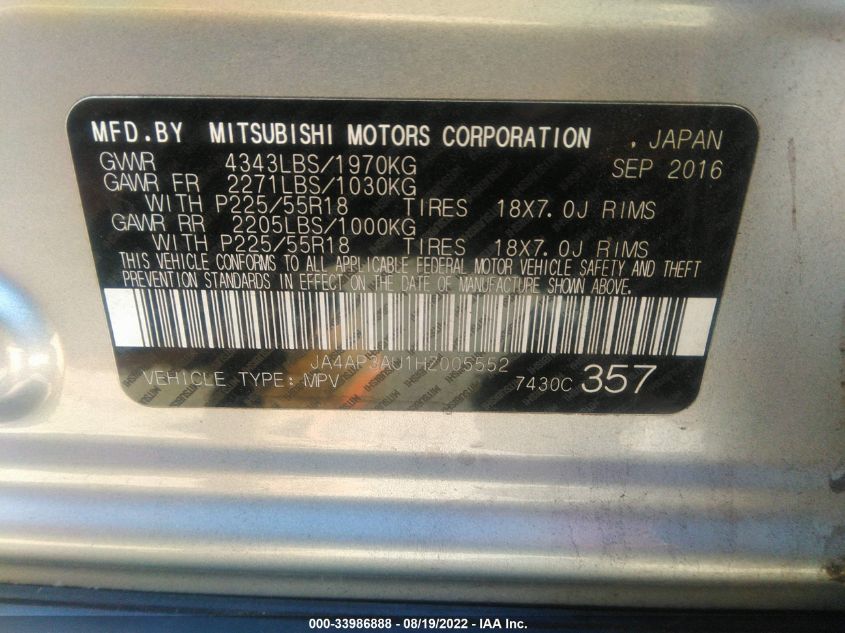 MFD.BY MITSUBISHI MOTORS CORPORATION . JAPAN
GVWR 4343LBS/1970KG SEP 2016
GAWR FR 2271LBS/1030KG
WITH P225/55R18 TIRES 18X7.0J RIMS
GAWR RR 2205LBS/1000KG
WITH P225/55R18 TIRES 18X7.0J RIMS
THIS VEHICLE CONFORMS TO ALL APPLICABLE FEDERAL MOTOR VEHICLE SAFETY AND THEFT
PREVENTION STANDARDS IN EFFECT ON THE DATE OF MANUFACTURE SHOWN ABOVE.
JA4AP3AU1HZ005552
VEHICLE TYPE: MPV 7430C 357
000-33986888 - 08/19/2022 - IAA Inc.